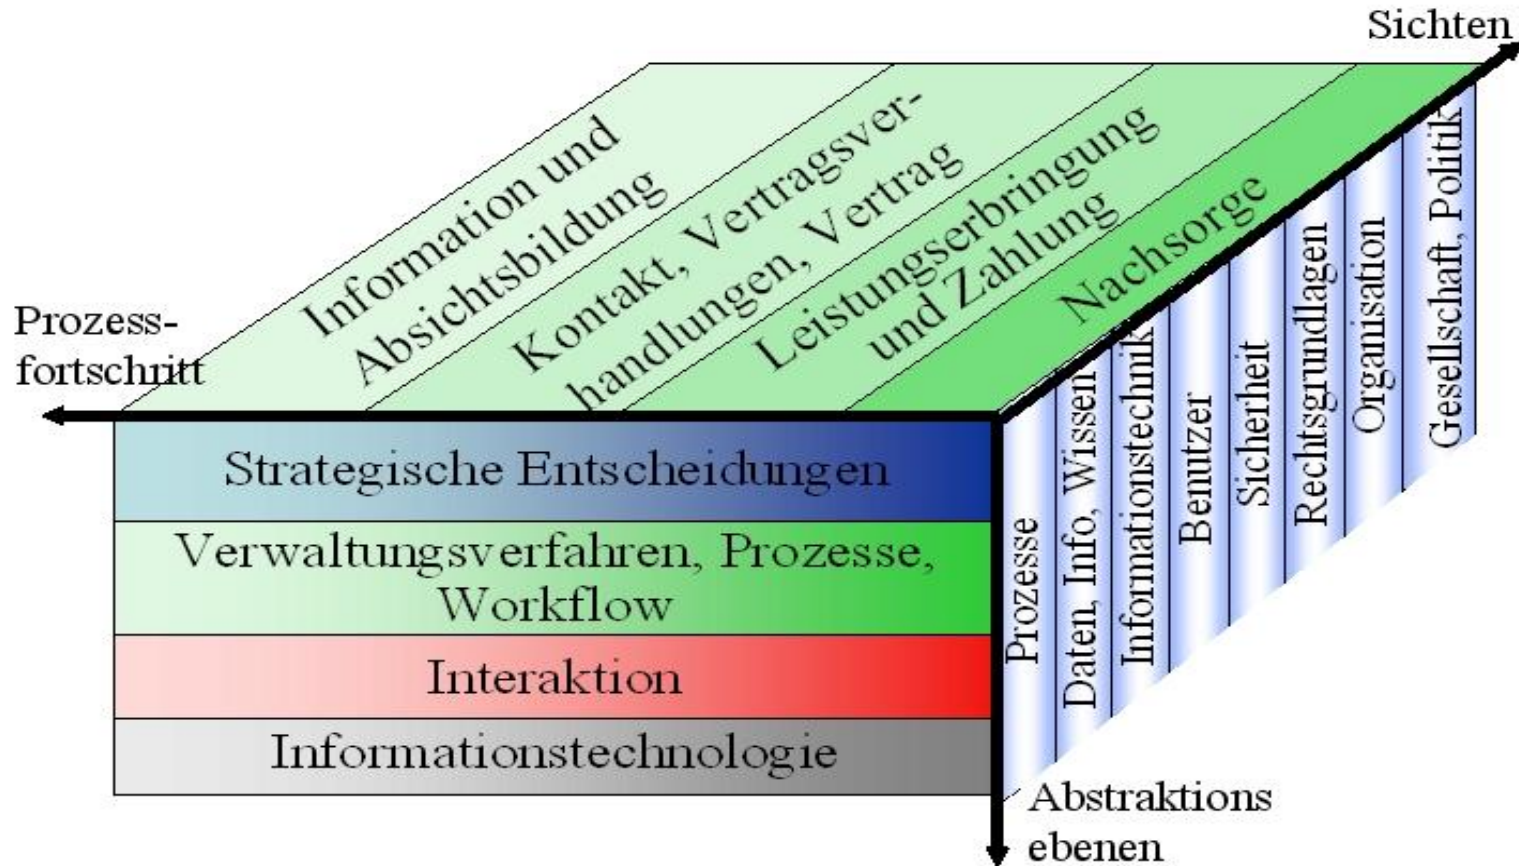 Sichten
Information und
Absichtsbildung
Kontakt, Vertragsver-
handlungen, Vertrag
Leistungserbringung
und Zahlung
Nachsorge
Prozess-
fortschritt
Strategische Entscheidungen
Verwaltungsverfahren, Prozesse,
Workflow
Interaktion
Informationstechnologie
Prozesse
Daten, Info, Wissen
Informationstechnik
Benutzer
Sicherheit
Rechtsgrundlagen
Organisation
Gesellschaft, Politik
Abstraktions
ebenen